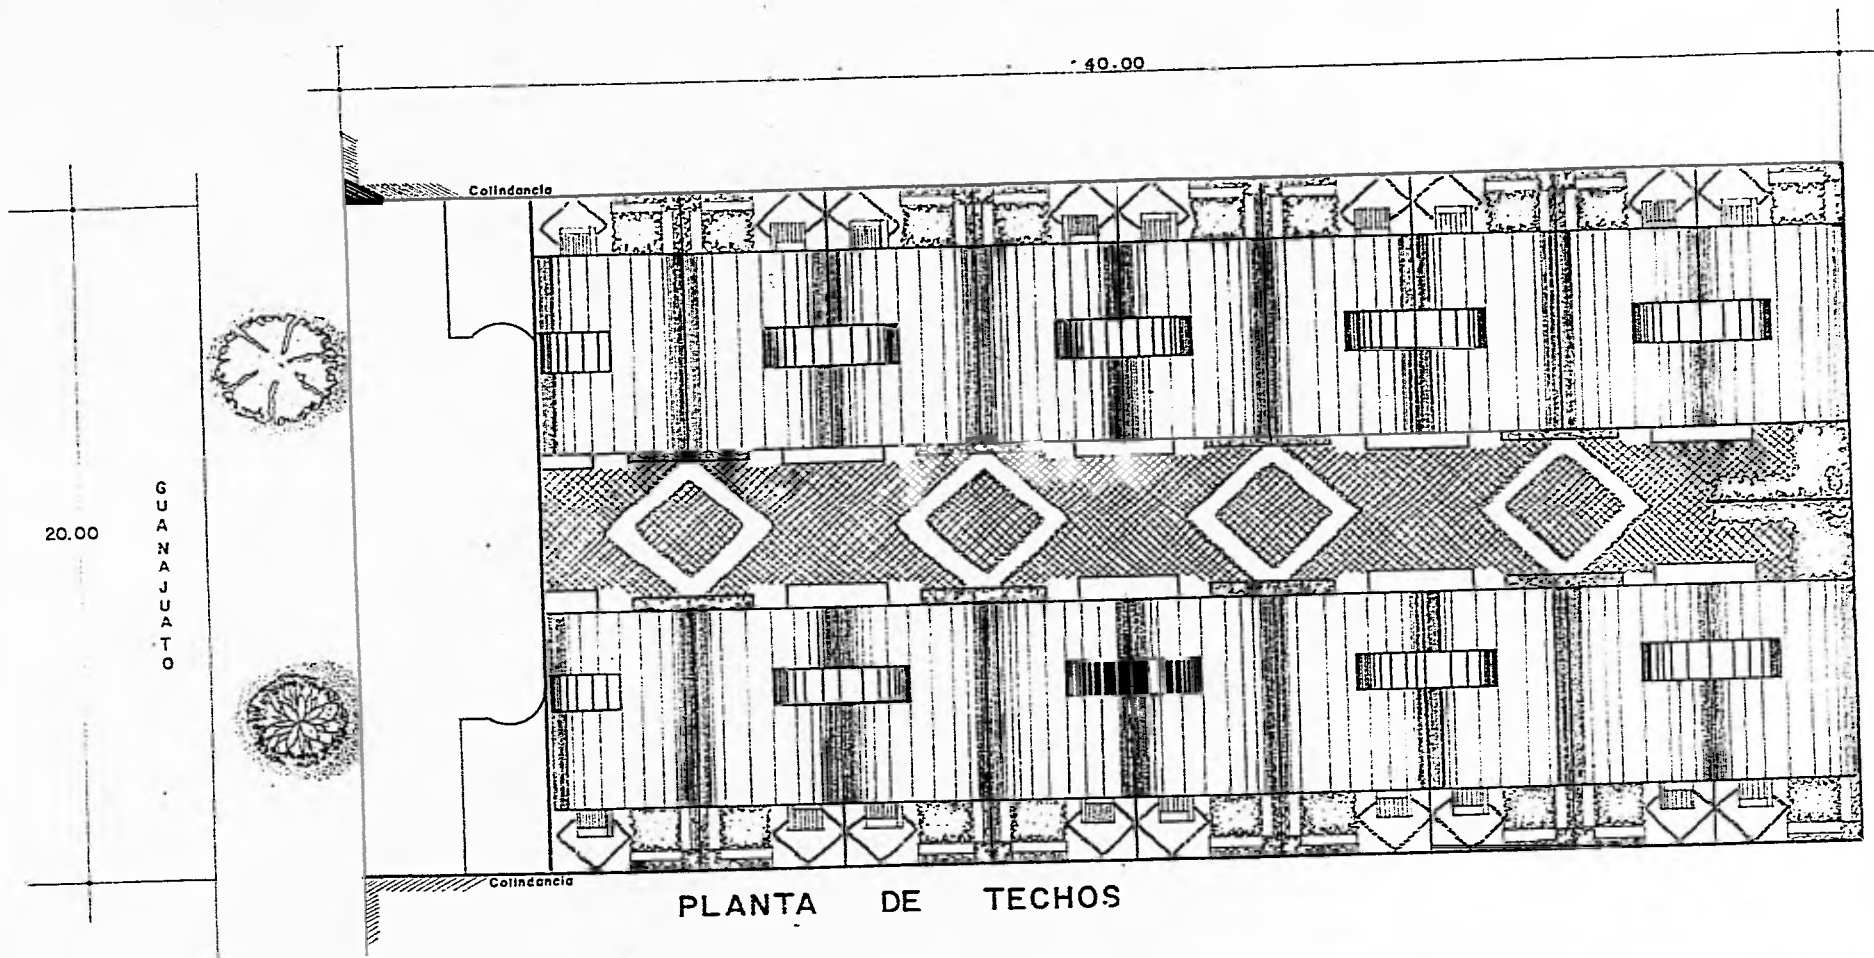 40.00
Colindancia
20.00
GUANAJUATO
Colindancia
PLANTA DE TECHOS